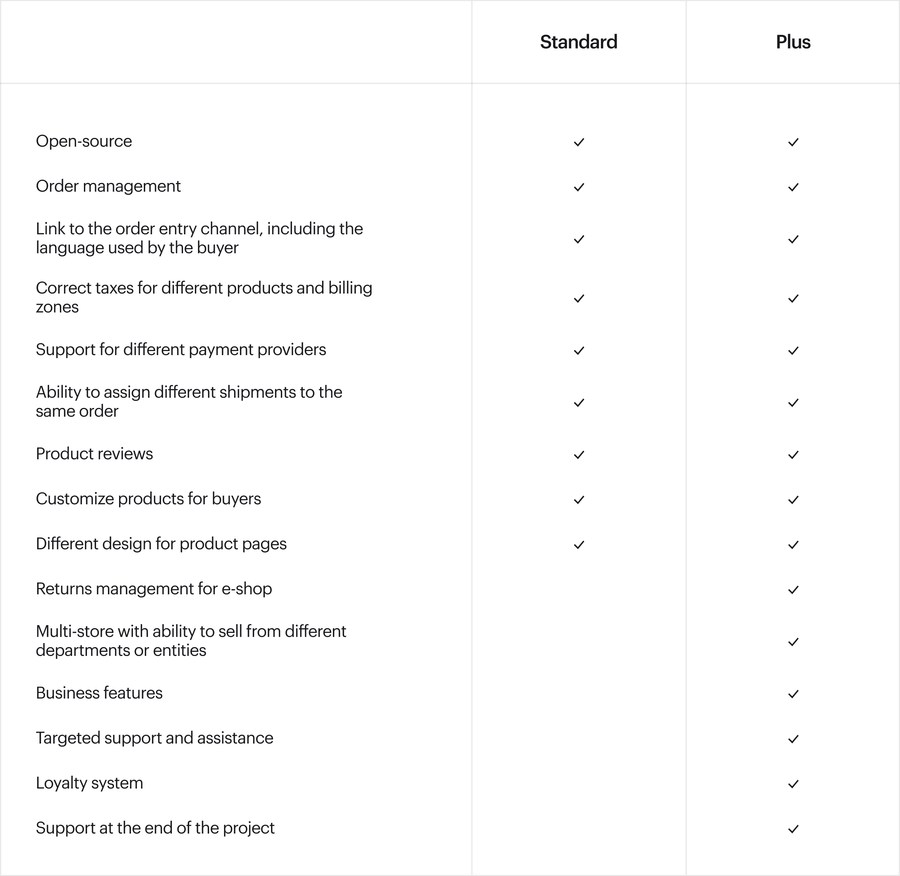 Standard Plus
Open-source ✓ ✓
Order management ✓ ✓
Link to the order entry channel, including the
language used by the buyer ✓ ✓
Correct taxes for different products and billing
zones ✓ ✓
Support for different payment providers ✓ ✓
Ability to assign different shipments to the
same order ✓ ✓
Product reviews ✓ ✓
Customize products for buyers ✓ ✓
Different design for product pages ✓ ✓
Returns management for e-shop ✓
Multi-store with ability to sell from different
departments or entities ✓
Business features ✓
Targeted support and assistance ✓
Loyalty system ✓
Support at the end of the project ✓